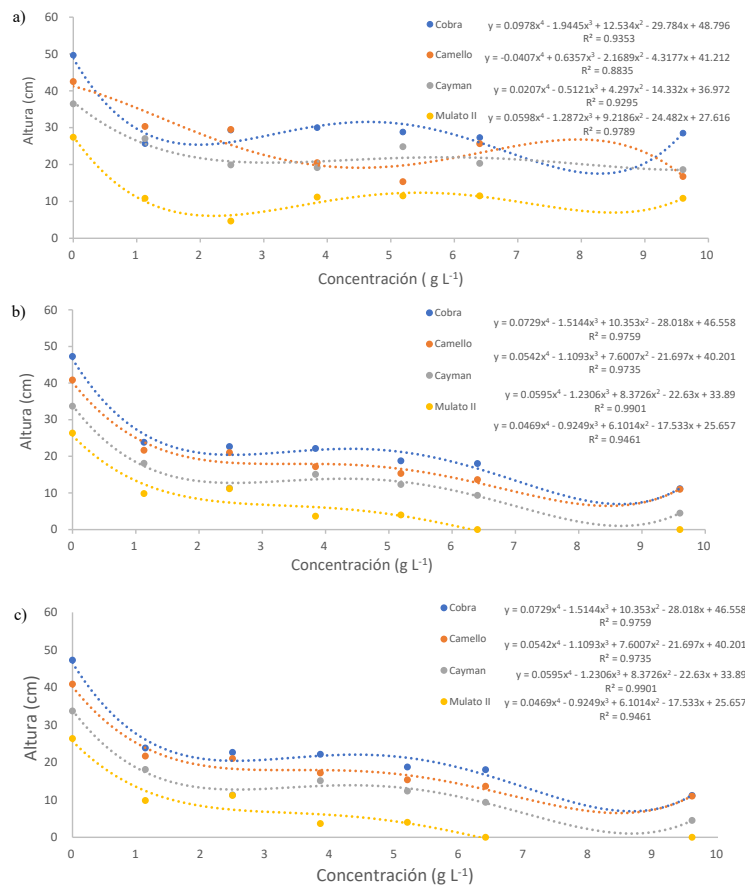 a)
60
50
40
30
20
10
0
Altura (cm)
Cobra
y = 0.0978x⁴ - 1.9445x³ + 12.534x² - 29.784x + 48.796
R² = 0.9353
Camello
y = -0.0407x⁴ + 0.6357x³ - 2.1689x² - 4.3177x + 41.212
R² = 0.8835
Cayman
y = 0.0207x⁴ - 0.5121x³ + 4.297x² - 14.332x + 36.972
R² = 0.9295
Mulato II
y = 0.0598x⁴ - 1.2872x³ + 9.2186x² - 24.482x + 27.616
R² = 0.9789
0 1 2 3 4 5 6 7 8 9 10
Concentración ( g L⁻¹)
b)
60
50
40
30
20
10
0
Altura (cm)
Cobra
y = 0.0729x⁴ - 1.5144x³ + 10.353x² - 28.018x + 46.558
R² = 0.9759
Camello
y = 0.0542x⁴ - 1.1093x³ + 7.6007x² - 21.697x + 40.201
R² = 0.9735
Cayman
y = 0.0595x⁴ - 1.2306x³ + 8.3726x² - 22.63x + 33.89
R² = 0.9901
Mulato II
y = 0.0469x⁴ - 0.9249x³ + 6.1014x² - 17.533x + 25.657
R² = 0.9461
0 1 2 3 4 5 6 7 8 9 10
Concentración (g L⁻¹)
c)
60
50
40
30
20
10
0
Altura (cm)
Cobra
y = 0.0729x⁴ - 1.5144x³ + 10.353x² - 28.018x + 46.558
R² = 0.9759
Camello
y = 0.0542x⁴ - 1.1093x³ + 7.6007x² - 21.697x + 40.201
R² = 0.9735
Cayman
y = 0.0595x⁴ - 1.2306x³ + 8.3726x² - 22.63x + 33.89
R² = 0.9901
Mulato II
y = 0.0469x⁴ - 0.9249x³ + 6.1014x² - 17.533x + 25.657
R² = 0.9461
0 1 2 3 4 5 6 7 8 9 10
Concentración (g L⁻¹)